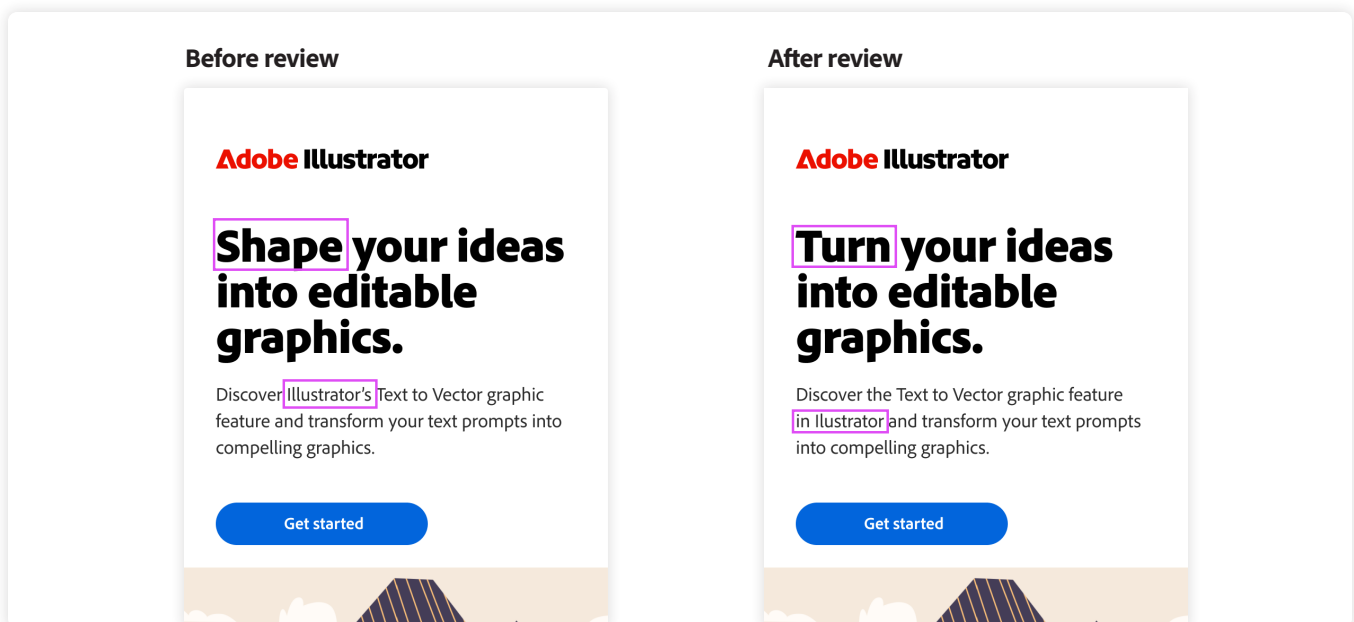 Before review
Adobe Illustrator
Shape your ideas
into editable
graphics.
Discover Illustrator’s Text to Vector graphic
feature and transform your text prompts into
compelling graphics.
Get started
After review
Adobe Illustrator
Turn your ideas
into editable
graphics.
Discover the Text to Vector graphic feature
in Ilustrator and transform your text prompts
into compelling graphics.
Get started